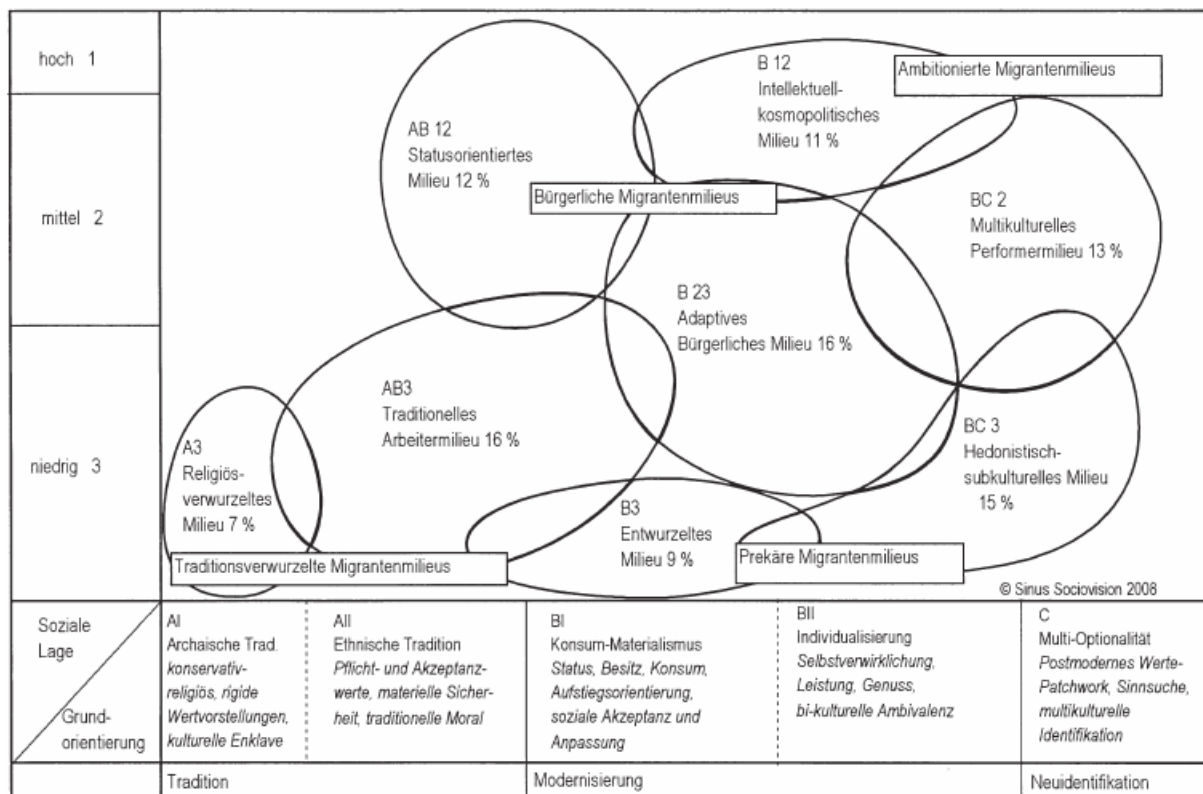 hoch 1
mittel 2
niedrig 3
B 12
Intellektuell-
kosmopolitisches
Milieu 11 %
Ambitionierte Migrantenmilieus
AB 12
Statusorientiertes
Milieu 12 %
Bürgerliche Migrantenmilieus
BC 2
Multikulturelles
Performermilieu 13 %
B 23
Adaptives
Bürgerliches Milieu 16 %
AB3
Traditionelles
Arbeitermilieu 16 %
A3
Religiös-
verwurzeltes
Milieu 7 %
BC 3
Hedonistisch-
subkulturelles Milieu
15 %
B3
Entwurzeltes
Milieu 9 %
Traditionsverwurzelte Migrantenmilieus
Prekäre Migrantenmilieus
© Sinus Sociovision 2008
Soziale
Lage
Grund-
orientierung
AI
Archaische Trad.
konservativ-
religiös, rigide
Wertvorstellungen,
kulturelle Enklave
AII
Ethnische Tradition
Pflicht- und Akzeptanz-
werte, materielle Sicher-
heit, traditionelle Moral
BI
Konsum-Materialismus
Status, Besitz, Konsum,
Aufstiegsorientierung,
soziale Akzeptanz und
Anpassung
BII
Individualisierung
Selbstverwirklichung,
Leistung, Genuss,
bi-kulturelle Ambivalenz
C
Multi-Optionalität
Postmodernes Werte-
Patchwork, Sinnsuche,
multikulturelle
Identifikation
Tradition
Modernisierung
Neuidentifikation